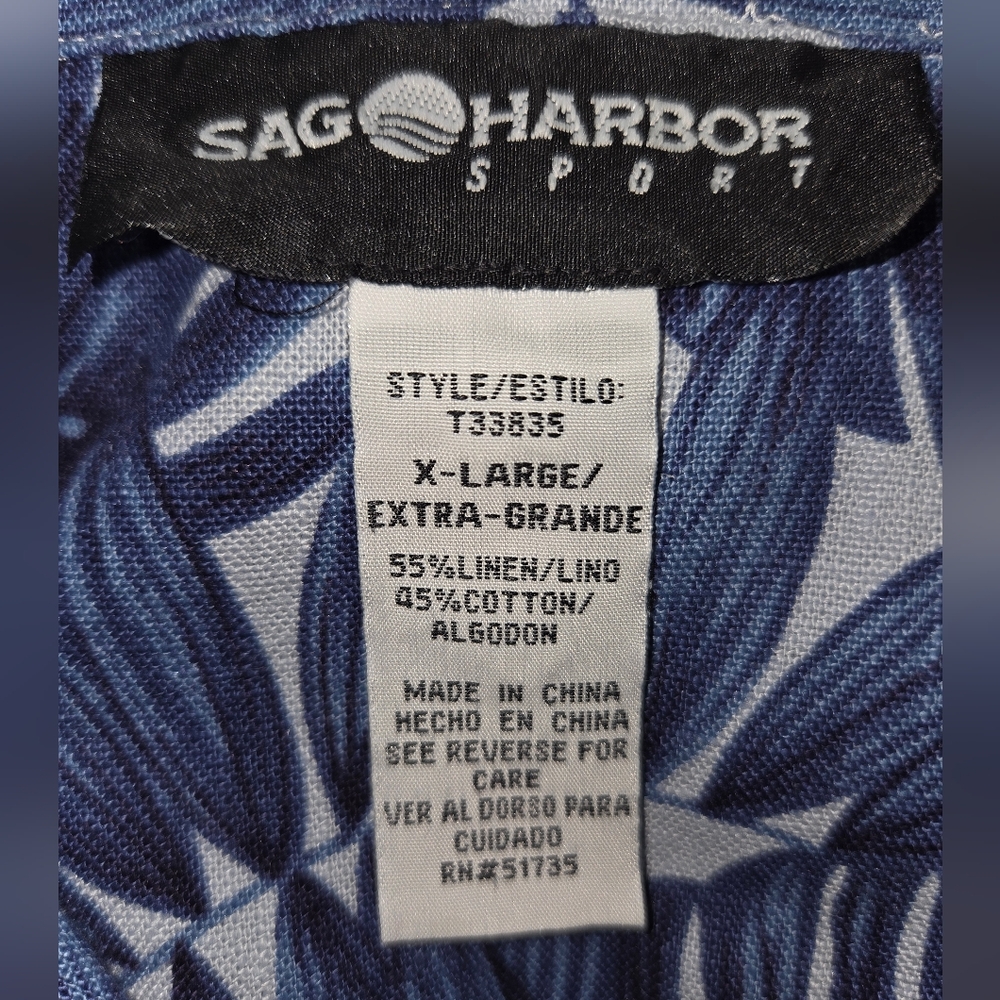 SAG HARBOR
SPORT
STYLE/ESTILO:
T33835
X-LARGE/
EXTRA-GRANDE
55%LINEN/LINO
45%COTTON/
ALGODON
MADE IN CHINA
HECHO EN CHINA
SEE REVERSE FOR
CARE
VER AL DORSO PARA
CUIDADO
RN#51735